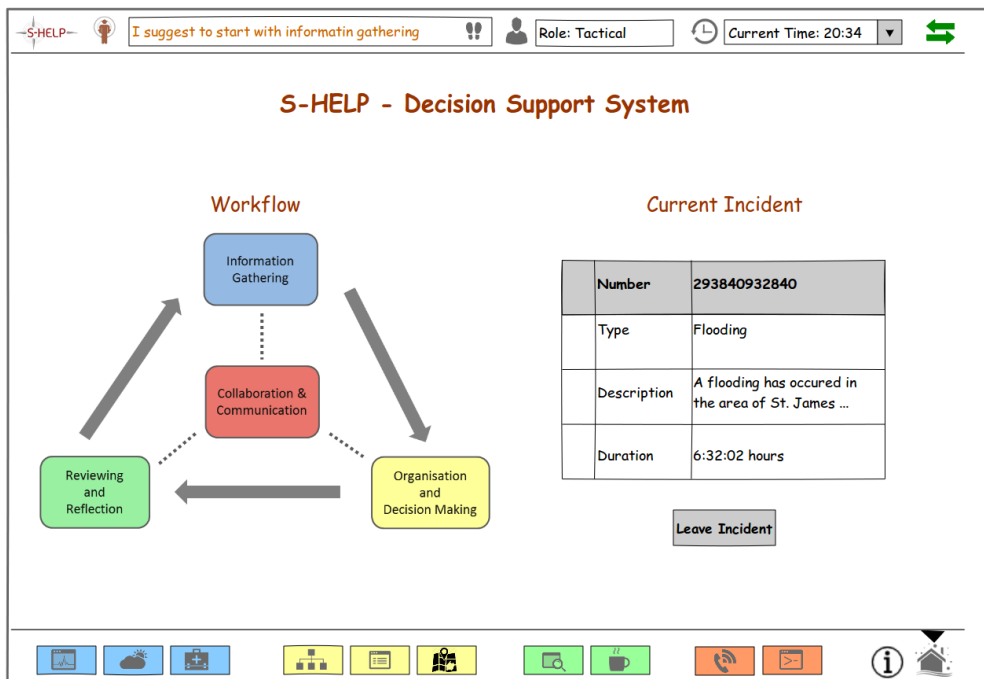 S-HELP
I suggest to start with informatin gathering
Role: Tactical
Current Time: 20:34
S-HELP - Decision Support System
Workflow
Information
Gathering
Collaboration &
Communication
Reviewing
and
Reflection
Organisation
and
Decision Making
Current Incident
Number 293840932840
Type Flooding
Description A flooding has occured in
the area of St. James ...
Duration 6:32:02 hours
Leave Incident